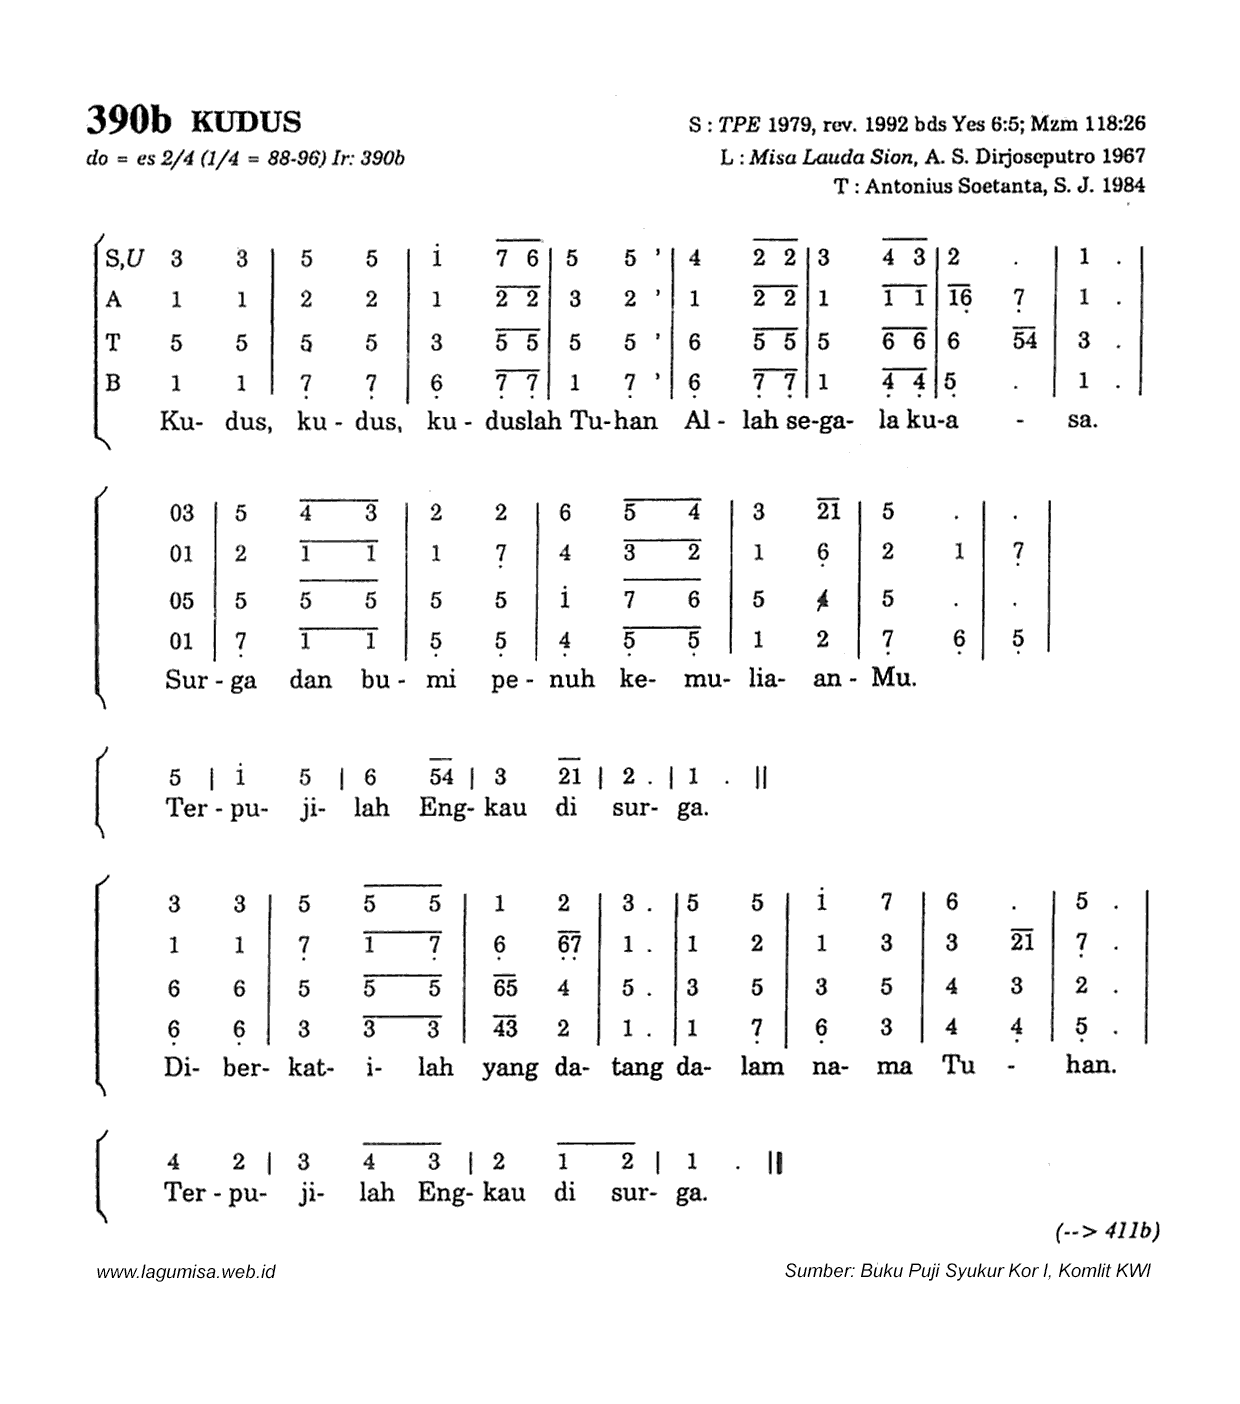 390b KUDUS
do = es 2/4 (1/4 = 88-96) Ir: 390b
S : TPE 1979, rev. 1992 bds Yes 6:5; Mzm 118:26
L : Misa Lauda Sion, A. S. Dirjoseputro 1967
T : Antonius Soetanta, S. J. 1984
S,U 3 3 | 5 5 | i 7 6 | 5 5 ’ | 4 2 2 | 3 4 3 | 2 . | 1 . |
A 1 1 | 2 2 | 1 2 2 | 3 2 ’ | 1 2 2 | 1 1 1 | 16 7 | 1 . |
T 5 5 | 5 5 | 3 5 5 | 5 5 ’ | 6 5 5 | 5 6 6 | 6 54 | 3 . |
B 1 1 | 7 7 | 6 7 7 | 1 7 ’ | 6 7 7 | 1 4 4 | 5 . | 1 . |
Ku- dus, ku - dus, ku - duslah Tu-han Al - lah se-ga- la ku-a - sa.
03 | 5 4 3 | 2 2 | 6 5 4 | 3 21 | 5 . | . |
01 | 2 1 1 | 1 7 | 4 3 2 | 1 6 | 2 1 | 7 |
05 | 5 5 5 | 5 5 | i 7 6 | 5 4 | 5 . | . |
01 | 7 1 1 | 5 5 | 4 5 5 | 1 2 | 7 6 | 5 |
Sur - ga dan bu - mi pe - nuh ke- mu- lia- an - Mu.
5 | i 5 | 6 54 | 3 21 | 2 . | 1 . ||
Ter - pu- ji- lah Eng- kau di sur- ga.
3 3 | 5 5 5 | 1 2 | 3 . | 5 5 | i 7 | 6 . | 5 . |
1 1 | 7 1 7 | 6 67 | 1 . | 1 2 | 1 3 | 3 21 | 7 . |
6 6 | 5 5 5 | 65 4 | 5 . | 3 5 | 3 5 | 4 3 | 2 . |
6 6 | 3 3 3 | 43 2 | 1 . | 1 7 | 6 3 | 4 4 | 5 . |
Di- ber- kat- i- lah yang da- tang da- lam na- ma Tu - han.
4 2 | 3 4 3 | 2 1 2 | 1 . ||
Ter - pu- ji- lah Eng- kau di sur- ga.
(--> 411b)
www.lagumisa.web.id
Sumber: Buku Puji Syukur Kor I, Komlit KWI